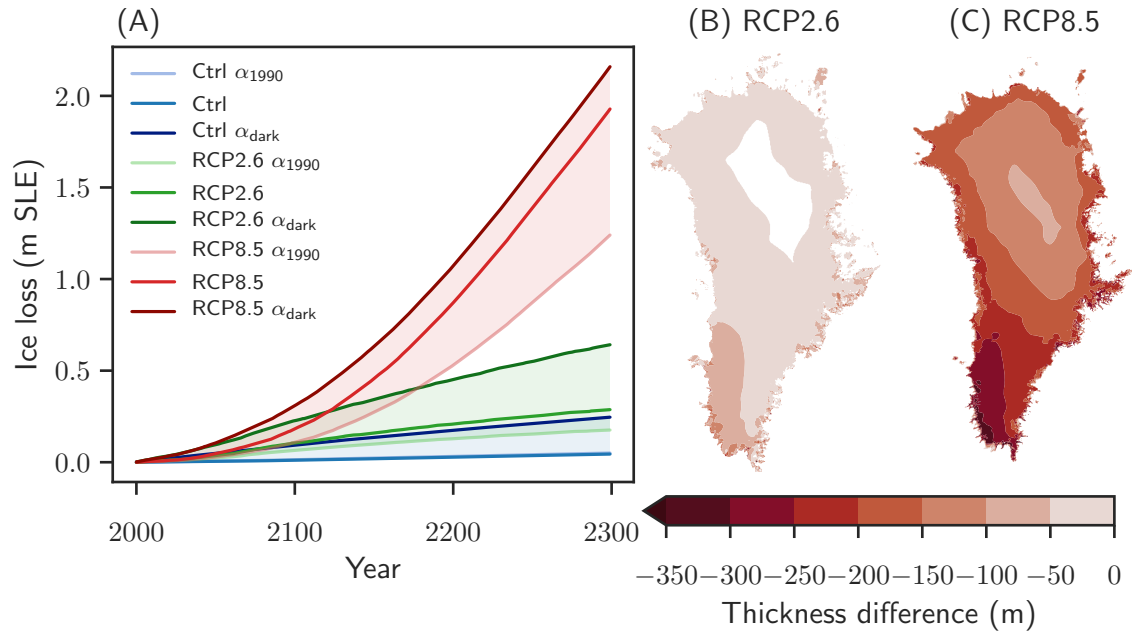 (A)
(B) RCP2.6
(C) RCP8.5
Ice loss (m SLE)
2.0
1.5
1.0
0.5
0.0
Ctrl α1990
Ctrl
Ctrl αdark
RCP2.6 α1990
RCP2.6
RCP2.6 αdark
RCP8.5 α1990
RCP8.5
RCP8.5 αdark
2000 2100 2200 2300
Year
−350 −300 −250 −200 −150 −100 −50 0
Thickness difference (m)